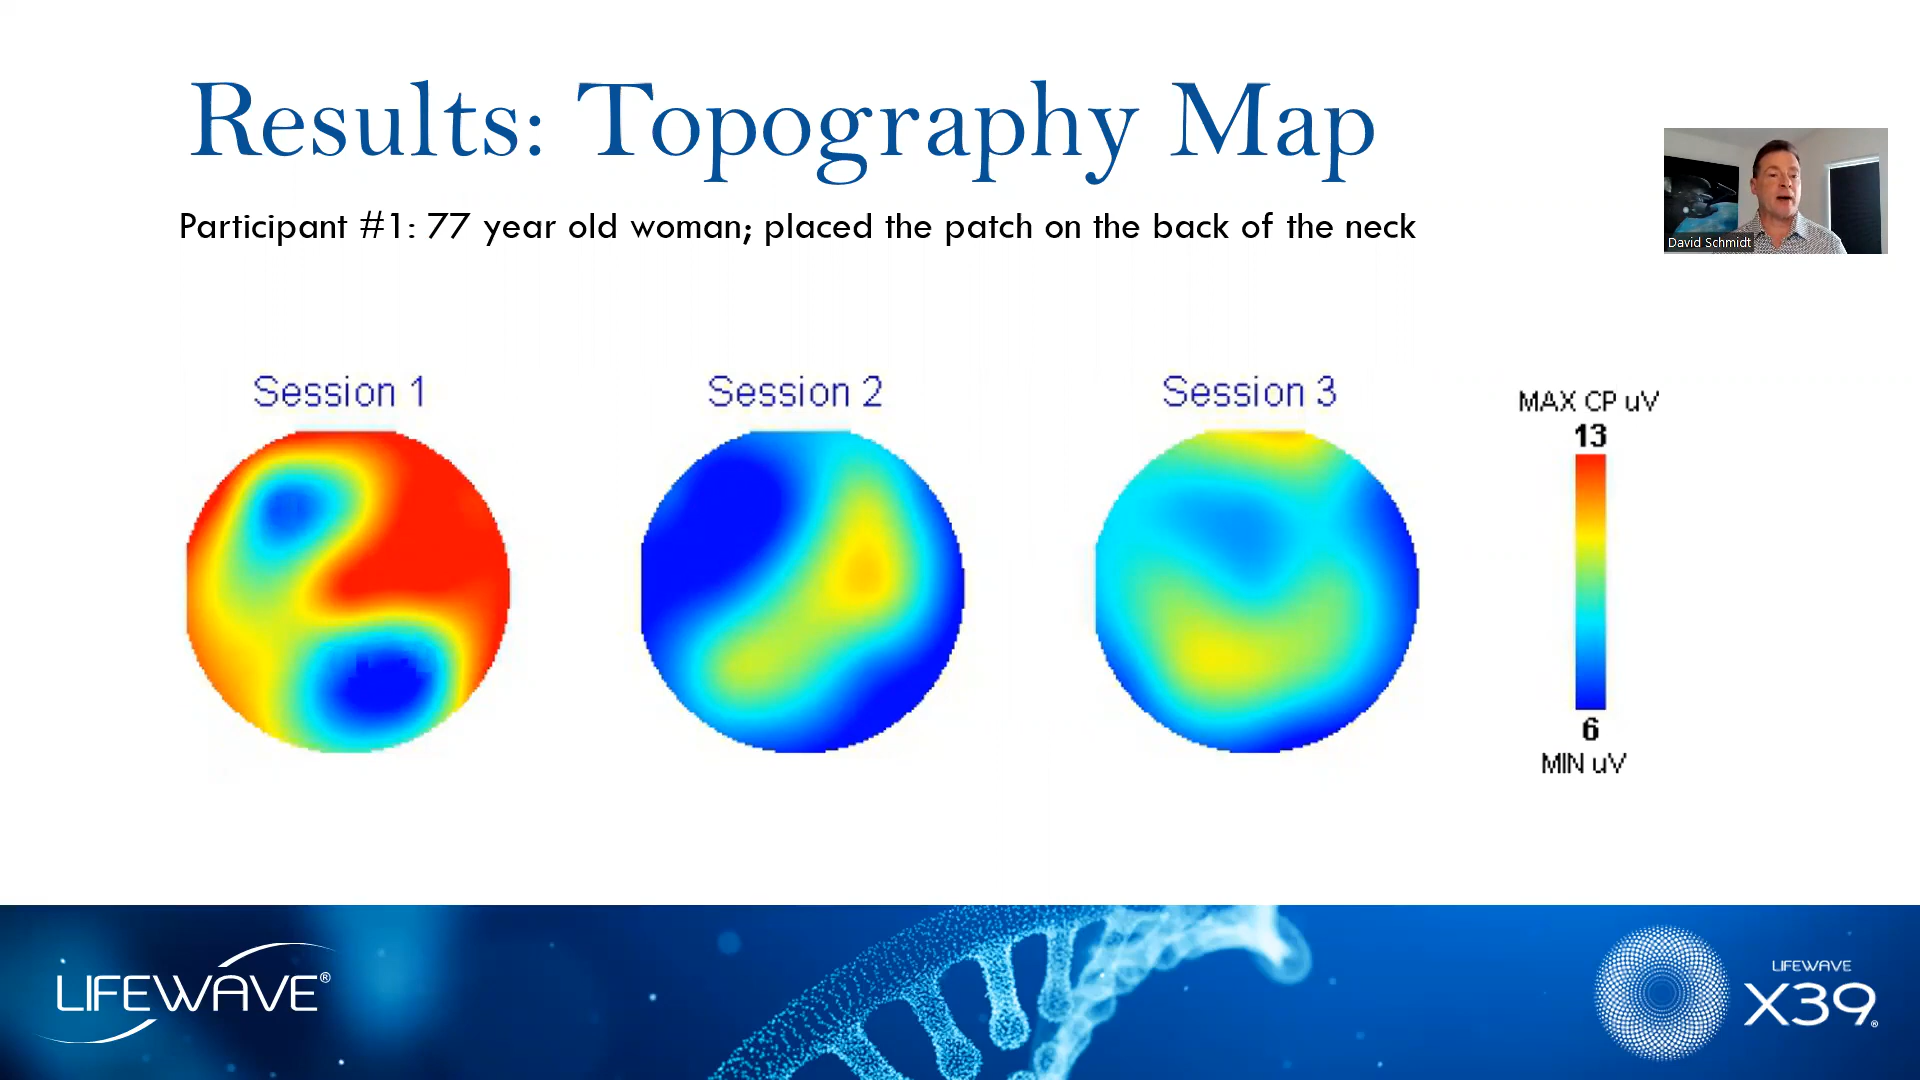 Results: Topography Map
Participant #1: 77 year old woman; placed the patch on the back of the neck
David Schmidt
Session 1
Session 2
Session 3
MAX CP uV
13
6
MIN uV
LIFEWAVE®
LIFEWAVE
X39®